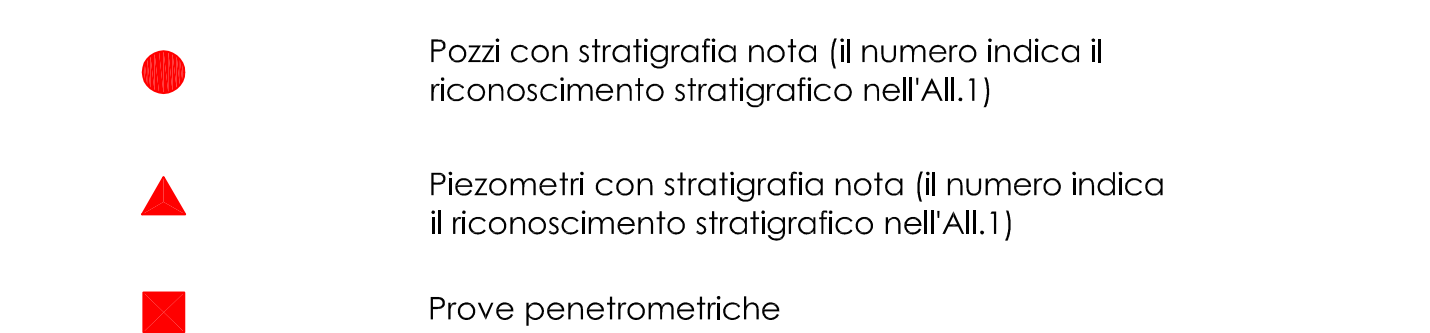 Pozzi con stratigrafia nota (il numero indica il
riconoscimento stratigrafico nell'All.1)
Piezometri con stratigrafia nota (il numero indica
il riconoscimento stratigrafico nell'All.1)
Prove penetrometriche